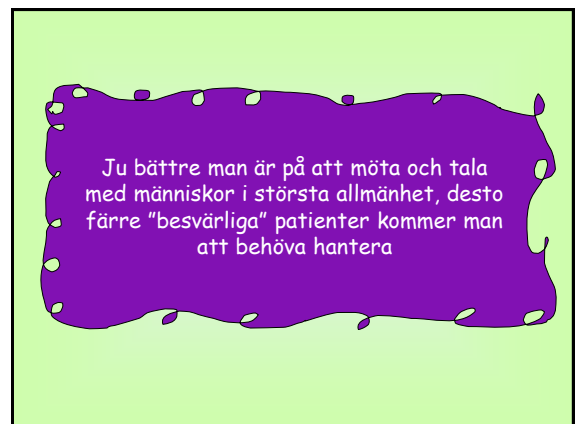 Ju bättre man är på att möta och tala
med människor i största allmänhet, desto
färre ”besvärliga” patienter kommer man
att behöva hantera